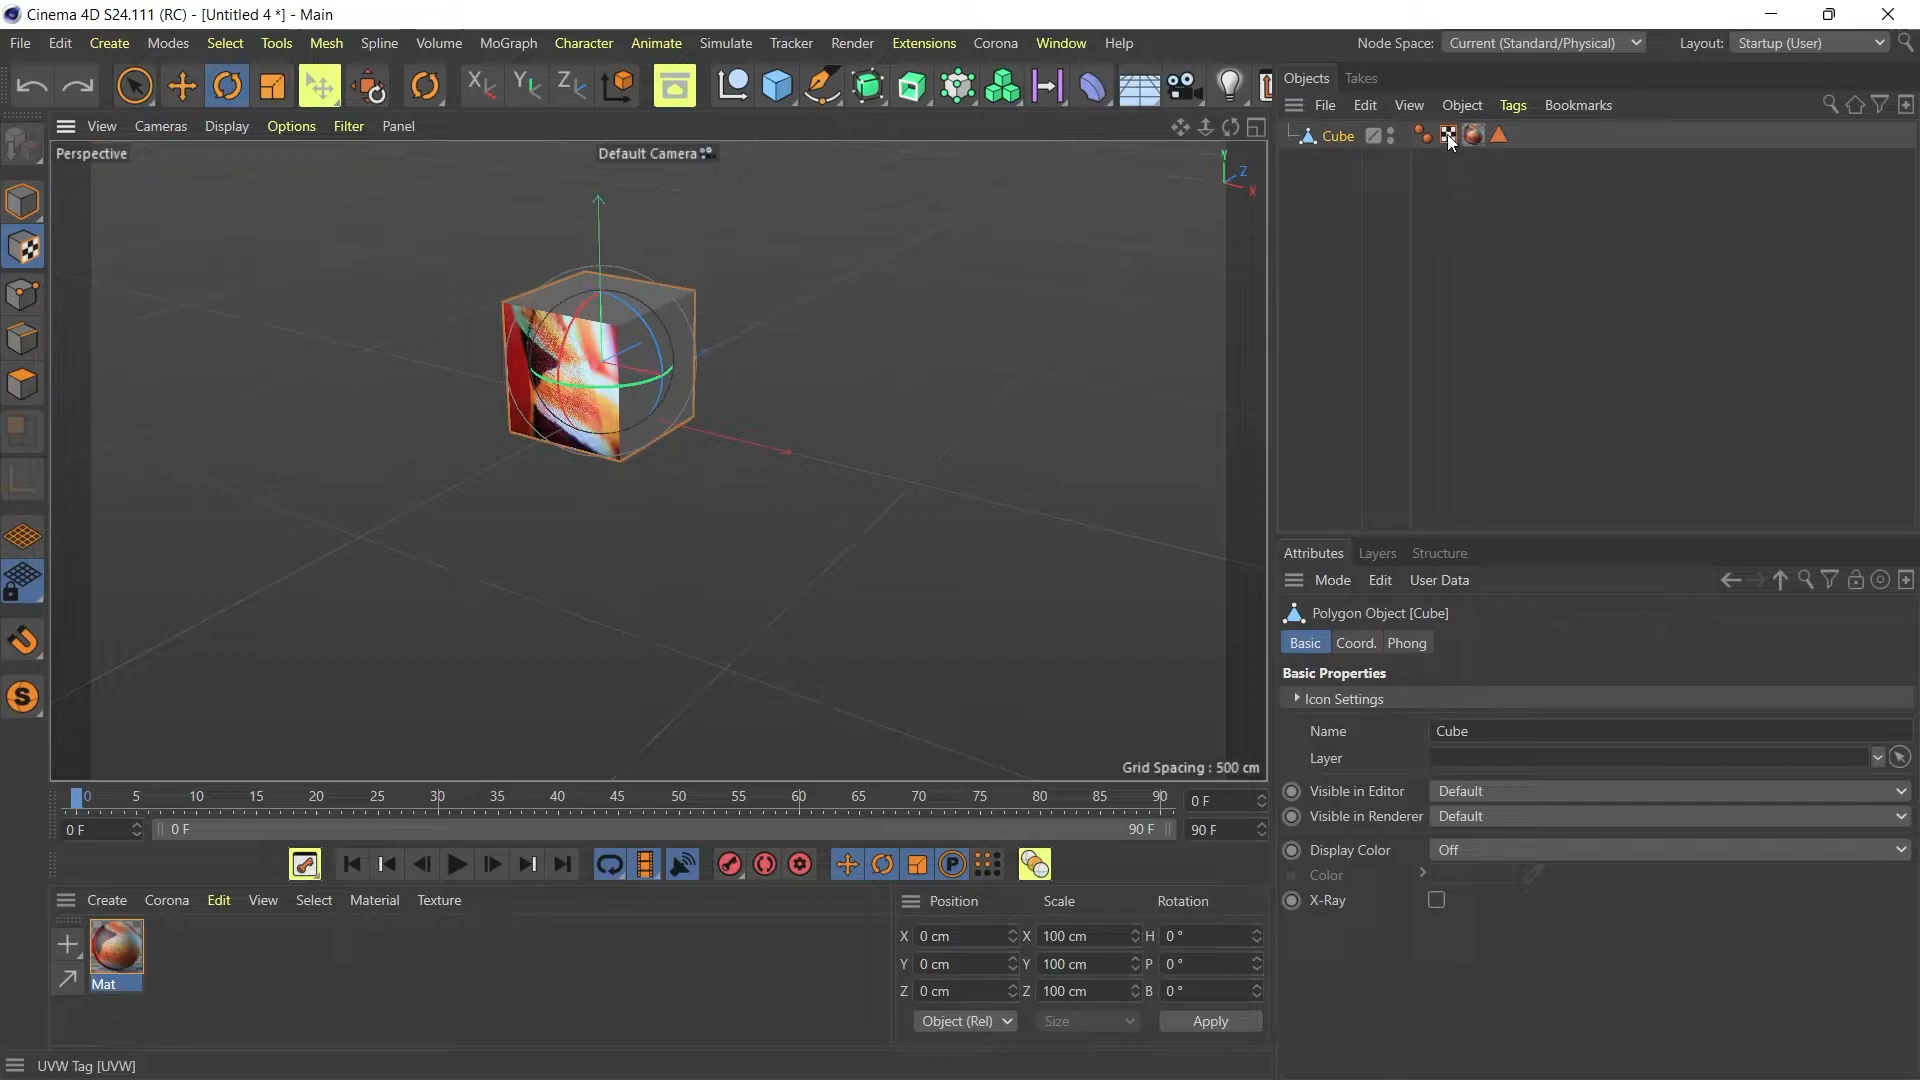 Cinema 4D S24.111 (RC) - [Untitled 4 *] - Main
File Edit Create Modes Select Tools Mesh Spline Volume MoGraph Character Animate Simulate Tracker Render Extensions Corona Window Help Node Space: Current (Standard/Physical) Layout: Startup (User)
X Y Z
Objects Takes
File Edit View Object Tags Bookmarks
View Cameras Display Options Filter Panel
Cube
Perspective Default Camera
Y
Z
X
Grid Spacing : 500 cm
Attributes Layers Structure
Mode Edit User Data
Polygon Object [Cube]
Basic Coord. Phong
Basic Properties
Icon Settings
Name Cube
Layer
Visible in Editor Default
Visible in Renderer Default
Display Color Off
Color
X-Ray
0 5 10 15 20 25 30 35 40 45 50 55 60 65 70 75 80 85 90 0 F
0 F 0 F 90 F 90 F
P
S
Create Corona Edit View Select Material Texture
Mat
Position Scale Rotation
X 0 cm X 100 cm H 0 °
Y 0 cm Y 100 cm P 0 °
Z 0 cm Z 100 cm B 0 °
Object (Rel) Size Apply
UVW Tag [UVW]